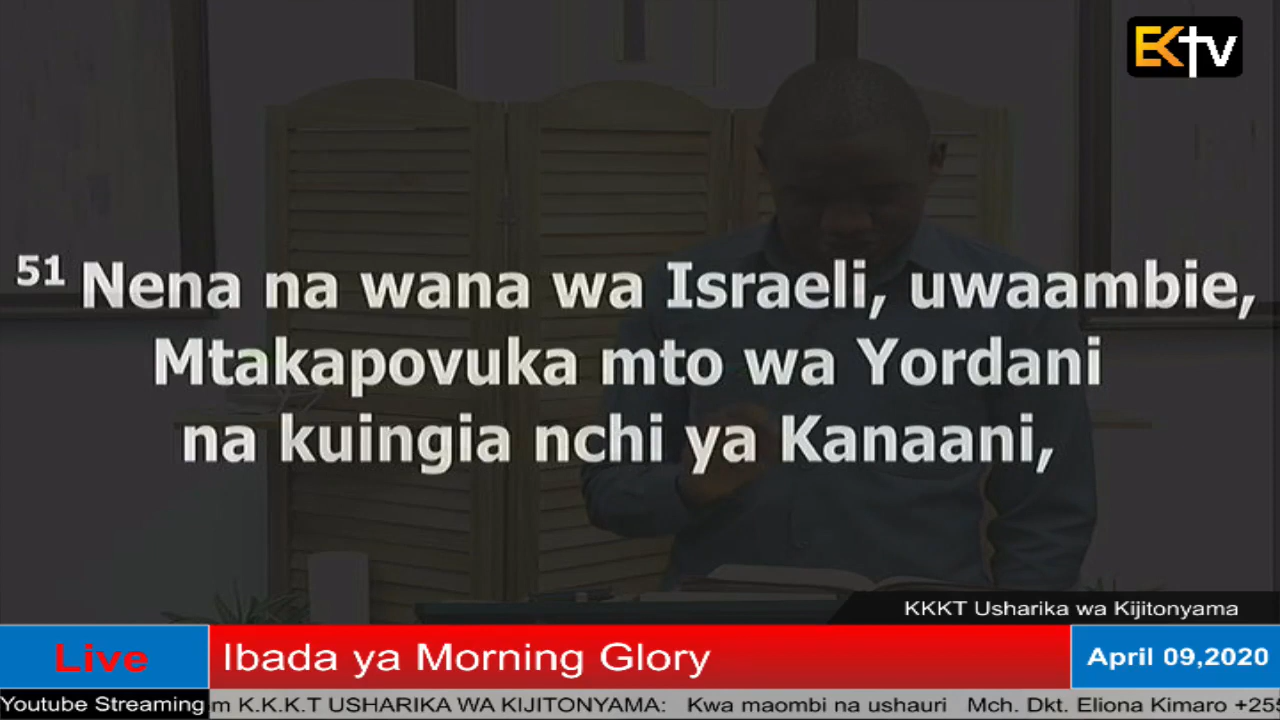 EKtv
51 Nena na wana wa Israeli, uwaambie,
Mtakapovuka mto wa Yordani
na kuingia nchi ya Kanaani,
KKKT Usharika wa Kijitonyama
Live
Ibada ya Morning Glory
April 09,2020
Youtube Streaming
m K.K.K.T USHARIKA WA KIJITONYAMA: Kwa maombi na ushauri Mch. Dkt. Eliona Kimaro +255